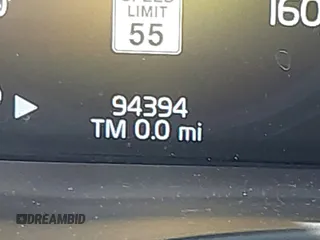 SPEED
LIMIT
55
160
94394
TM 0.0 mi
DREAMBID